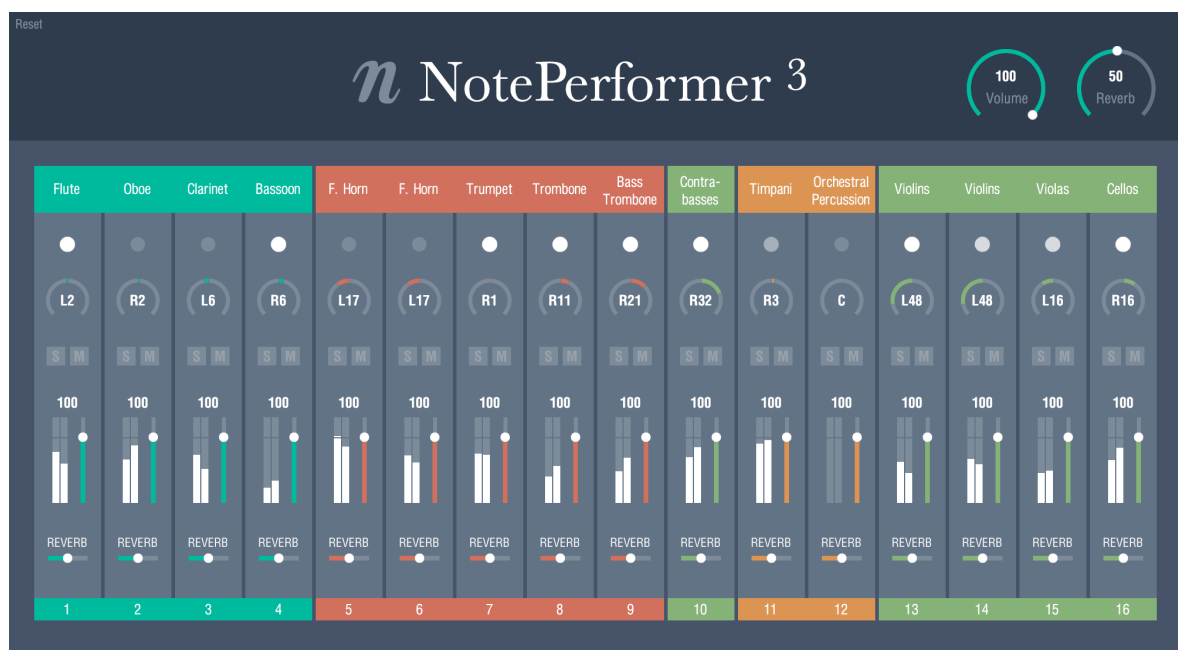 Reset
n NotePerformer 3
100
Volume
50
Reverb
Flute Oboe Clarinet Bassoon F. Horn F. Horn Trumpet Trombone Bass Trombone Contra-basses Timpani Orchestral Percussion Violins Violins Violas Cellos
L2 R2 L6 R6 L17 L17 R1 R11 R21 R32 R3 C L48 L48 L16 R16
S M S M S M S M S M S M S M S M S M S M S M S M S M S M S M S M
100 100 100 100 100 100 100 100 100 100 100 100 100 100 100 100
REVERB REVERB REVERB REVERB REVERB REVERB REVERB REVERB REVERB REVERB REVERB REVERB REVERB REVERB REVERB REVERB
1 2 3 4 5 6 7 8 9 10 11 12 13 14 15 16